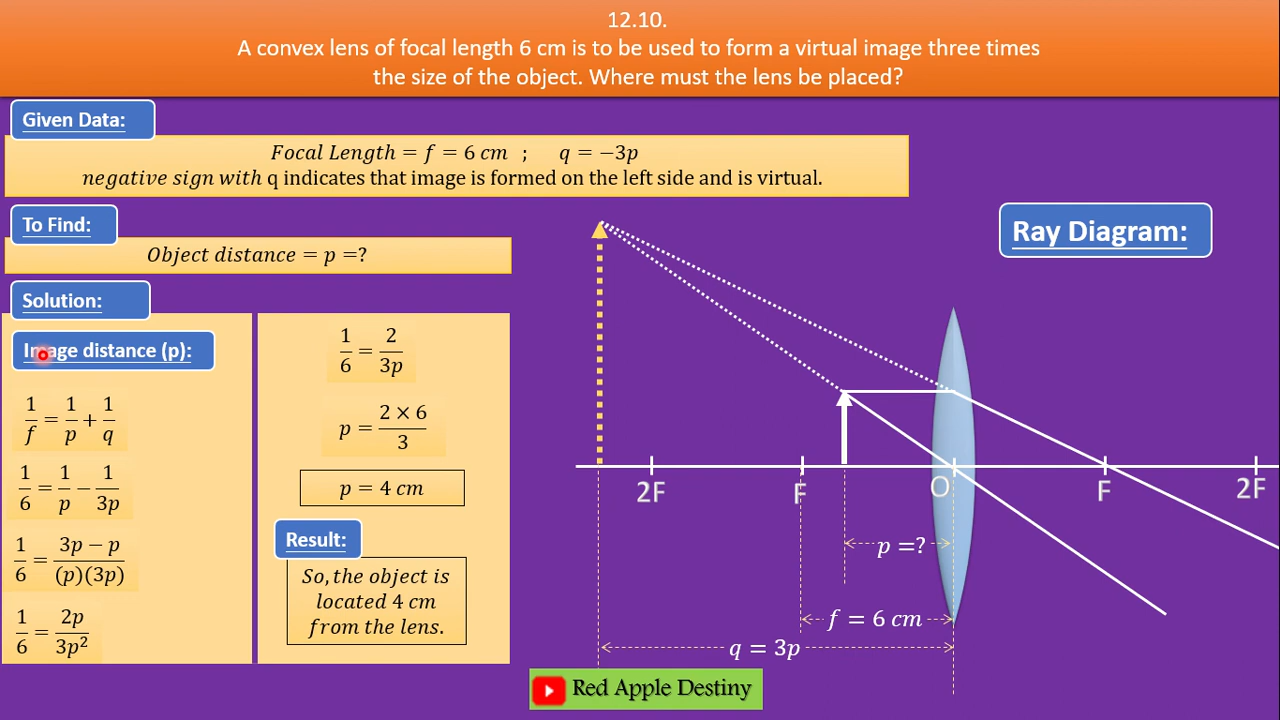 12.10.
A convex lens of focal length 6 cm is to be used to form a virtual image three times
the size of the object. Where must the lens be placed?
Given Data:
Focal Length = f = 6 cm ; q = −3p
negative sign with q indicates that image is formed on the left side and is virtual.
To Find:
Object distance = p =?
Solution:
Image distance (p):
1/f = 1/p + 1/q
1/6 = 1/p − 1/3p
1/6 = 3p − p/(p)(3p)
1/6 = 2p/3p²
1/6 = 2/3p
p = 2 × 6/3
p = 4 cm
Result:
So, the object is
located 4 cm
from the lens.
Ray Diagram:
2F F O F 2F
p =?
f = 6 cm
q = 3p
Red Apple Destiny